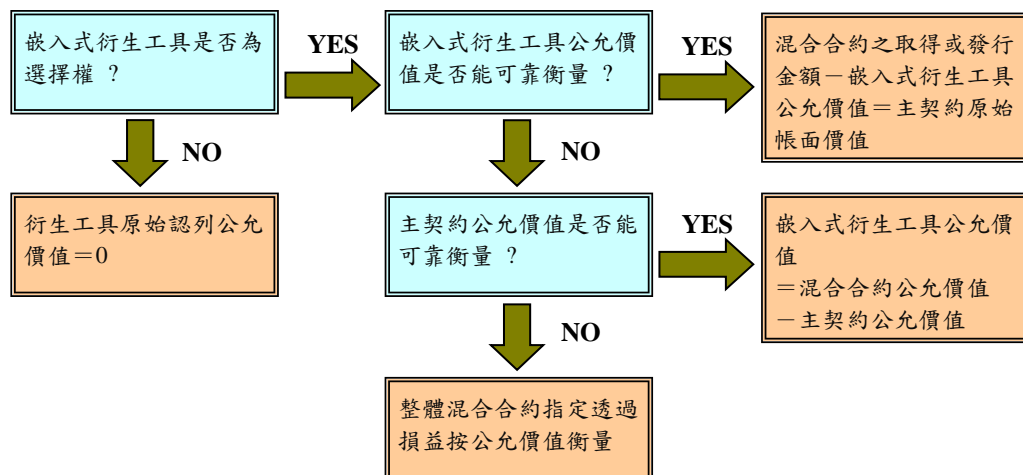 嵌入式衍生工具是否為
選擇權 ?
YES
嵌入式衍生工具公允價
值是否能可靠衡量 ?
YES
混合合約之取得或發行
金額－嵌入式衍生工具
公允價值＝主契約原始
帳面價值
NO
NO
衍生工具原始認列公允
價值＝0
主契約公允價值是否能
可靠衡量 ?
YES
嵌入式衍生工具公允價
值
＝混合合約公允價值
－主契約公允價值
NO
整體混合合約指定透過
損益按公允價值衡量